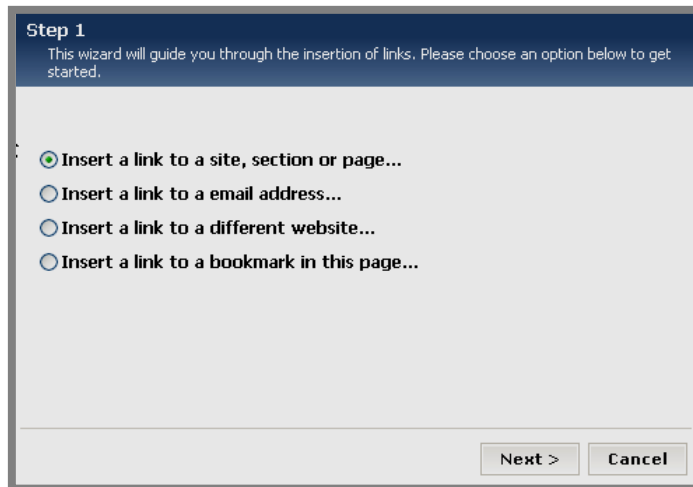 Step 1
This wizard will guide you through the insertion of links. Please choose an option below to get
started.
Insert a link to a site, section or page...
Insert a link to a email address...
Insert a link to a different website...
Insert a link to a bookmark in this page...
Next >
Cancel